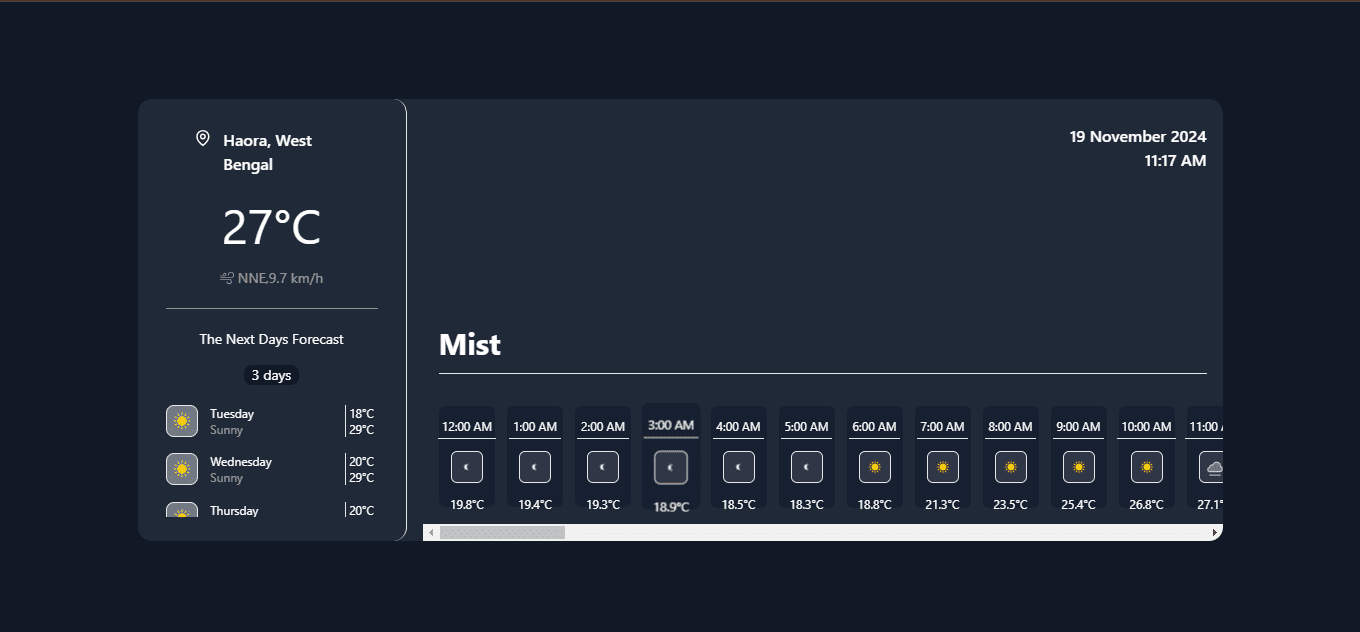 Haora, West
Bengal
27°C
NNE,9.7 km/h
The Next Days Forecast
3 days
Tuesday
Sunny
18°C
29°C
Wednesday
Sunny
20°C
29°C
Thursday
20°C
19 November 2024
11:17 AM
Mist
12:00 AM 1:00 AM 2:00 AM 3:00 AM 4:00 AM 5:00 AM 6:00 AM 7:00 AM 8:00 AM 9:00 AM 10:00 AM 11:00
19.8°C 19.4°C 19.3°C 18.9°C 18.5°C 18.3°C 18.8°C 21.3°C 23.5°C 25.4°C 26.8°C 27.1°